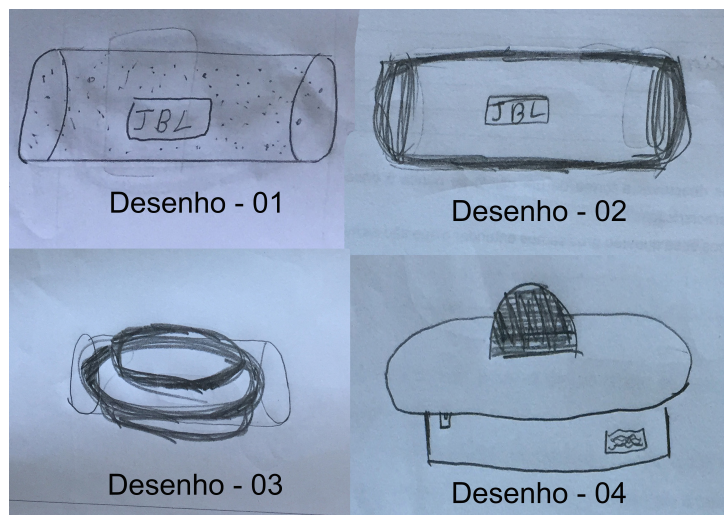 JBL
Desenho - 01
JBL
Desenho - 02
Desenho - 03
Desenho - 04